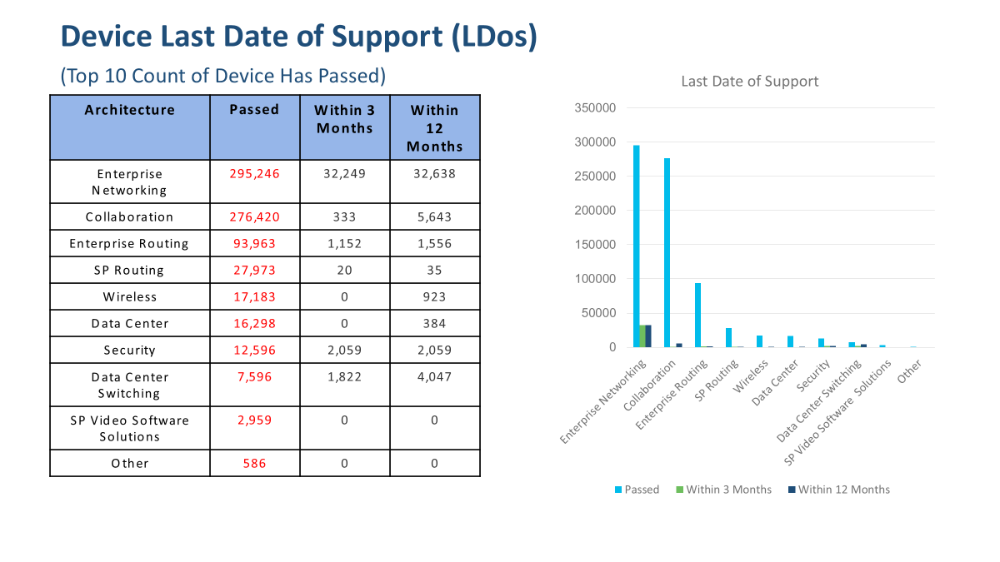 Device Last Date of Support (LDos)
(Top 10 Count of Device Has Passed)
Architecture Passed Within 3 Within
Months 12
Months
Enterprise 295,246 32,249 32,638
Networking
Collaboration 276,420 333 5,643
Enterprise Routing 93,963 1,152 1,556
SP Routing 27,973 20 35
Wireless 17,183 0 923
Data Center 16,298 0 384
Security 12,596 2,059 2,059
Data Center 7,596 1,822 4,047
Switching
SP Video Software 2,959 0 0
Solutions
Other 586 0 0
Last Date of Support
350000
300000
250000
200000
150000
100000
50000
0
Enterprise Networking
Collaboration
Enterprise Routing
SP Routing
Wireless
Data Center
Security
Data Center Switching
SP Video Software Solutions
Other
Passed Within 3 Months Within 12 Months